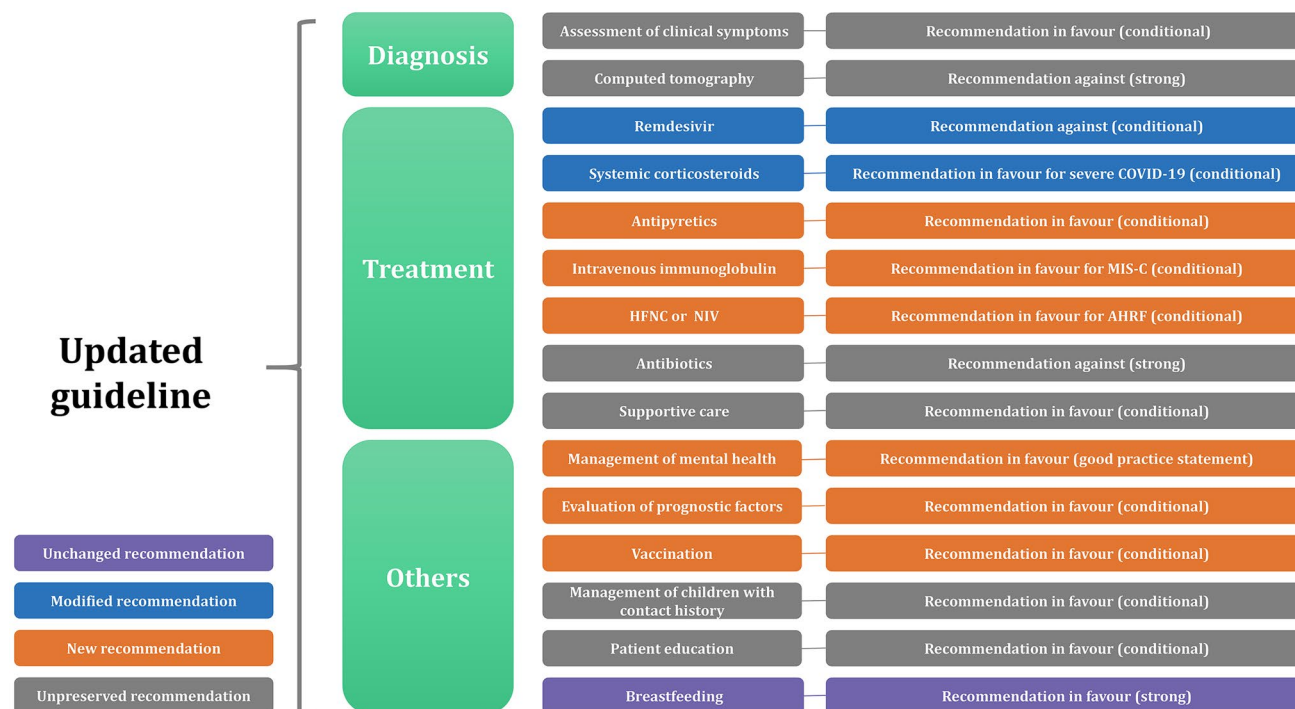 Updated
guideline
Diagnosis
Assessment of clinical symptoms
Recommendation in favour (conditional)
Computed tomography
Recommendation against (strong)
Treatment
Remdesivir
Recommendation against (conditional)
Systemic corticosteroids
Recommendation in favour for severe COVID-19 (conditional)
Antipyretics
Recommendation in favour (conditional)
Intravenous immunoglobulin
Recommendation in favour for MIS-C (conditional)
HFNC or NIV
Recommendation in favour for AHRF (conditional)
Antibiotics
Recommendation against (strong)
Supportive care
Recommendation in favour (conditional)
Others
Management of mental health
Recommendation in favour (good practice statement)
Evaluation of prognostic factors
Recommendation in favour (conditional)
Vaccination
Recommendation in favour (conditional)
Management of children with
contact history
Recommendation in favour (conditional)
Patient education
Recommendation in favour (conditional)
Breastfeeding
Recommendation in favour (strong)
Unchanged recommendation
Modified recommendation
New recommendation
Unpreserved recommendation